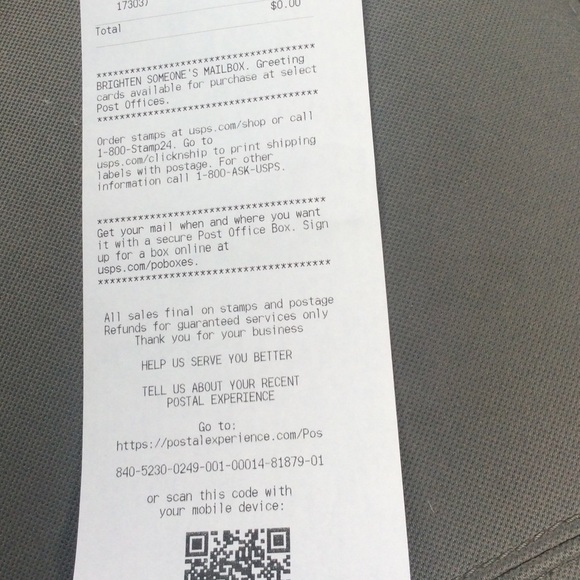 173037
$0.00
Total
****************************************
BRIGHTEN SOMEONE'S MAILBOX. Greeting
cards available for purchase at select
Post Offices.
****************************************
Order stamps at usps.com/shop or call
1-800-Stamp24. Go to
usps.com/clicknship to print shipping
labels with postage. For other
information call 1-800-ASK-USPS.
****************************************
Get your mail when and where you want
it with a secure Post Office Box. Sign
up for a box online at
usps.com/poboxes.
****************************************
All sales final on stamps and postage
Refunds for guaranteed services only
Thank you for your business
HELP US SERVE YOU BETTER
TELL US ABOUT YOUR RECENT
POSTAL EXPERIENCE
Go to:
https://postalexperience.com/Pos
840-5230-0249-001-00014-81879-01
or scan this code with
your mobile device: